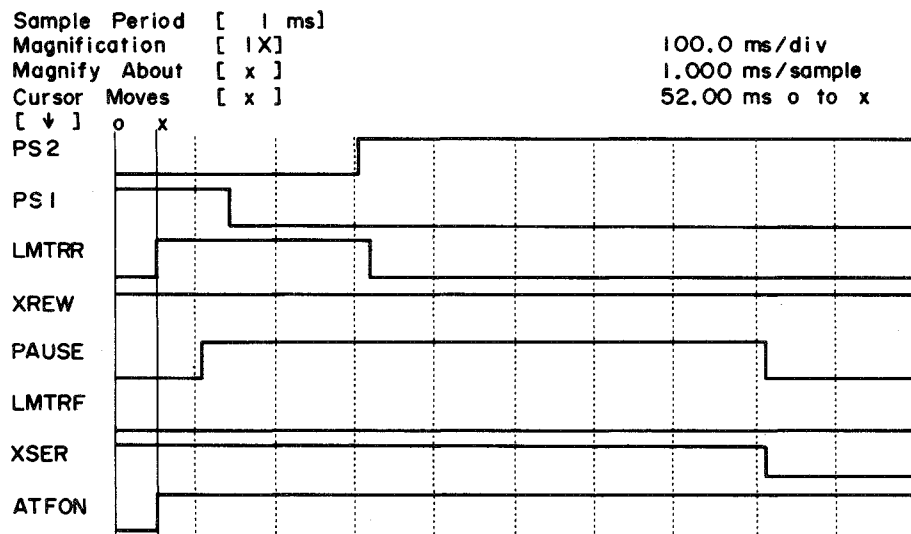 Sample Period [ 1 ms]
Magnification [ 1X] 100.0 ms/div
Magnify About [ x ] 1.000 ms/sample
Cursor Moves [ x ] 52.00 ms o to x
[ ↓ ] o x
PS2
PS1
LMTRR
XREW
PAUSE
LMTRF
XSER
ATFON